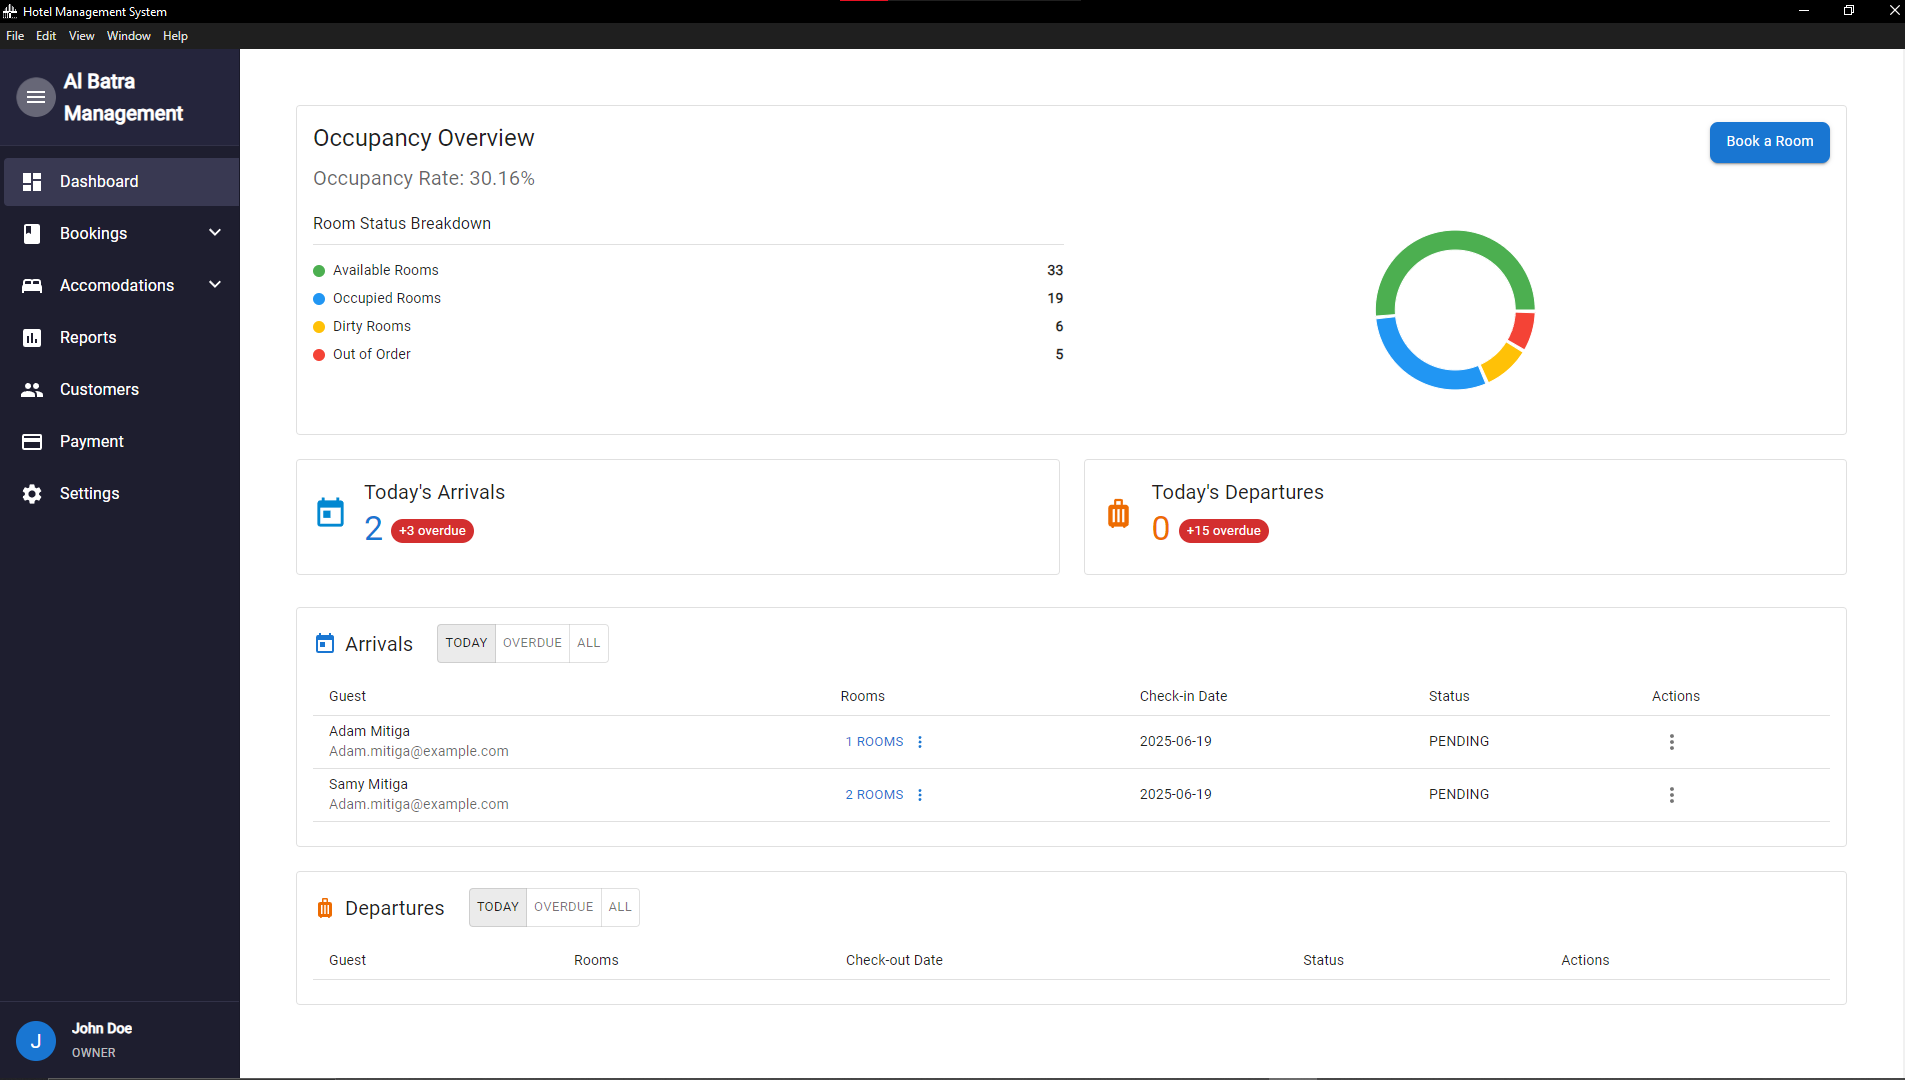 Hotel Management System
File Edit View Window Help
Al Batra
Management
Dashboard
Bookings
Accomodations
Reports
Customers
Payment
Settings
John Doe
OWNER
J
Occupancy Overview
Book a Room
Occupancy Rate: 30.16%
Room Status Breakdown
Available Rooms 33
Occupied Rooms 19
Dirty Rooms 6
Out of Order 5
Today's Arrivals
2 +3 overdue
Today's Departures
0 +15 overdue
Arrivals TODAY OVERDUE ALL
Guest Rooms Check-in Date Status Actions
Adam Mitiga
Adam.mitiga@example.com
1 ROOMS 2025-06-19 PENDING
Samy Mitiga
Adam.mitiga@example.com
2 ROOMS 2025-06-19 PENDING
Departures TODAY OVERDUE ALL
Guest Rooms Check-out Date Status Actions